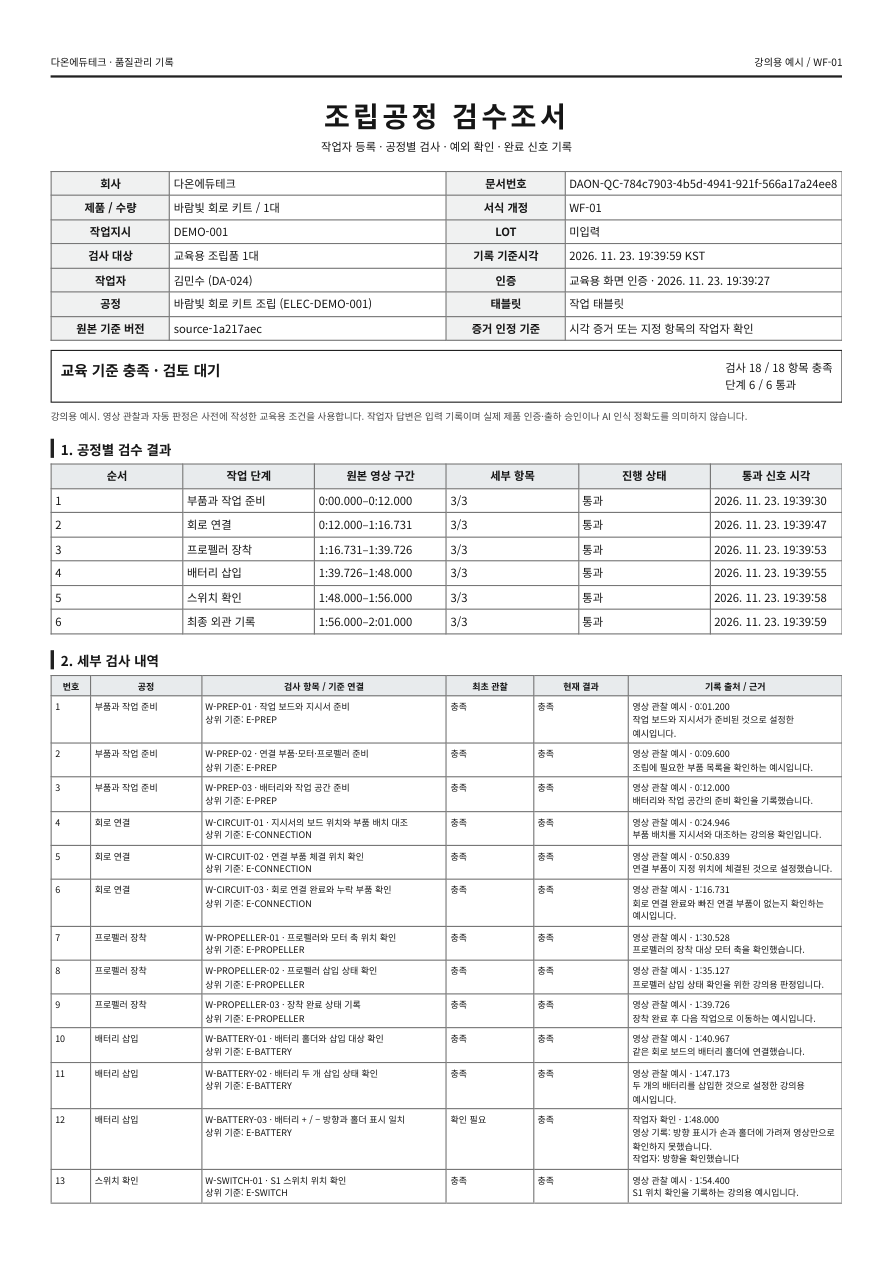 다온에듀테크 · 품질관리 기록
강의용 예시 / WF-01
조립공정 검수조서
작업자 등록 · 공정별 검사 · 예외 확인 · 완료 신호 기록
회사 다온에듀테크 문서번호 DAON-QC-784c7903-4b5d-4941-921f-566a17a24ee8
제품 / 수량 바람빛 회로 키트 / 1대 서식 개정 WF-01
작업지시 DEMO-001 LOT 미입력
검사 대상 교육용 조립품 1대 기록 기준시각 2026. 11. 23. 19:39:59 KST
작업자 김민수 (DA-024) 인증 교육용 화면 인증 · 2026. 11. 23. 19:39:27
공정 바람빛 회로 키트 조립 (ELEC-DEMO-001) 태블릿 작업 태블릿
원본 기준 버전 source-1a217aec 증거 인정 기준 시각 증거 또는 지정 항목의 작업자 확인
교육 기준 충족 · 검토 대기
검사 18 / 18 항목 충족
단계 6 / 6 통과
강의용 예시. 영상 관찰과 자동 판정은 사전에 작성한 교육용 조건을 사용합니다. 작업자 답변은 입력 기록이며 실제 제품 인증·출하 승인이나 AI 인식 정확도를 의미하지 않습니다.
1. 공정별 검수 결과
순서 작업 단계 원본 영상 구간 세부 항목 진행 상태 통과 신호 시각
1 부품과 작업 준비 0:00.000–0:12.000 3/3 통과 2026. 11. 23. 19:39:30
2 회로 연결 0:12.000–1:16.731 3/3 통과 2026. 11. 23. 19:39:47
3 프로펠러 장착 1:16.731–1:39.726 3/3 통과 2026. 11. 23. 19:39:53
4 배터리 삽입 1:39.726–1:48.000 3/3 통과 2026. 11. 23. 19:39:55
5 스위치 확인 1:48.000–1:56.000 3/3 통과 2026. 11. 23. 19:39:58
6 최종 외관 기록 1:56.000–2:01.000 3/3 통과 2026. 11. 23. 19:39:59
2. 세부 검사 내역
번호 공정 검사 항목 / 기준 연결 최초 관찰 현재 결과 기록 출처 / 근거
1 부품과 작업 준비 W-PREP-01 · 작업 보드와 지시서 준비 충족 충족 영상 관찰 예시 · 0:01.200
상위 기준: E-PREP 작업 보드와 지시서가 준비된 것으로 설정한
예시입니다.
2 부품과 작업 준비 W-PREP-02 · 연결 부품·모터·프로펠러 준비 충족 충족 영상 관찰 예시 · 0:09.600
상위 기준: E-PREP 조립에 필요한 부품 목록을 확인하는 예시입니다.
3 부품과 작업 준비 W-PREP-03 · 배터리와 작업 공간 준비 충족 충족 영상 관찰 예시 · 0:12.000
상위 기준: E-PREP 배터리와 작업 공간의 준비 확인을 기록했습니다.
4 회로 연결 W-CIRCUIT-01 · 지시서의 보드 위치와 부품 배치 대조 충족 충족 영상 관찰 예시 · 0:24.946
상위 기준: E-CONNECTION 부품 배치를 지시서와 대조하는 강의용 확인입니다.
5 회로 연결 W-CIRCUIT-02 · 연결 부품 체결 위치 확인 충족 충족 영상 관찰 예시 · 0:50.839
상위 기준: E-CONNECTION 연결 부품이 지정 위치에 체결된 것으로 설정했습니다.
6 회로 연결 W-CIRCUIT-03 · 회로 연결 완료와 누락 부품 확인 충족 충족 영상 관찰 예시 · 1:16.731
상위 기준: E-CONNECTION 회로 연결 완료와 빠진 연결 부품이 없는지 확인하는
예시입니다.
7 프로펠러 장착 W-PROPELLER-01 · 프로펠러와 모터 축 위치 확인 충족 충족 영상 관찰 예시 · 1:30.528
상위 기준: E-PROPELLER 프로펠러의 장착 대상 모터 축을 확인했습니다.
8 프로펠러 장착 W-PROPELLER-02 · 프로펠러 삽입 상태 확인 충족 충족 영상 관찰 예시 · 1:35.127
상위 기준: E-PROPELLER 프로펠러 삽입 상태 확인을 위한 강의용 판정입니다.
9 프로펠러 장착 W-PROPELLER-03 · 장착 완료 상태 기록 충족 충족 영상 관찰 예시 · 1:39.726
상위 기준: E-PROPELLER 장착 완료 후 다음 작업으로 이동하는 예시입니다.
10 배터리 삽입 W-BATTERY-01 · 배터리 홀더와 삽입 대상 확인 충족 충족 영상 관찰 예시 · 1:40.967
상위 기준: E-BATTERY 같은 회로 보드의 배터리 홀더에 연결했습니다.
11 배터리 삽입 W-BATTERY-02 · 배터리 두 개 삽입 상태 확인 충족 충족 영상 관찰 예시 · 1:47.173
상위 기준: E-BATTERY 두 개의 배터리를 삽입한 것으로 설정한 강의용
예시입니다.
12 배터리 삽입 W-BATTERY-03 · 배터리 + / − 방향과 홀더 표시 일치 확인 필요 충족 작업자 확인 · 1:48.000
상위 기준: E-BATTERY 영상 기록: 방향 표시가 손과 홀더에 가려져 영상만으로
확인하지 못했습니다.
작업자: 방향을 확인했습니다
13 스위치 확인 W-SWITCH-01 · S1 스위치 위치 확인 충족 충족 영상 관찰 예시 · 1:54.400
상위 기준: E-SWITCH S1 위치 확인을 기록하는 강의용 예시입니다.